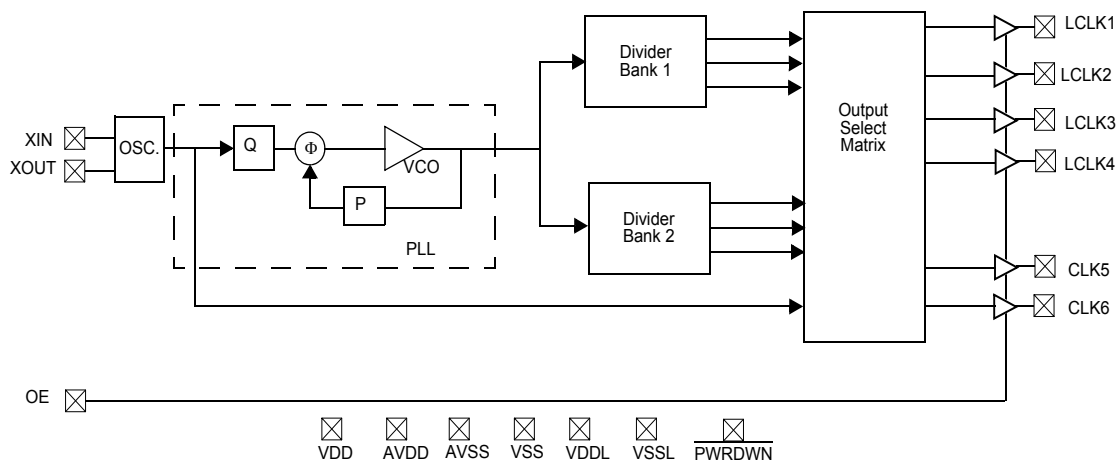 LCLK1
Divider
Bank 1
LCLK2
Output
Select
Matrix
LCLK3
XIN
OSC.
Q
Φ
VCO
XOUT
LCLK4
P
Divider
Bank 2
PLL
CLK5
CLK6
OE
VDD
AVDD
AVSS
VSS
VDDL
VSSL
PWRDWN